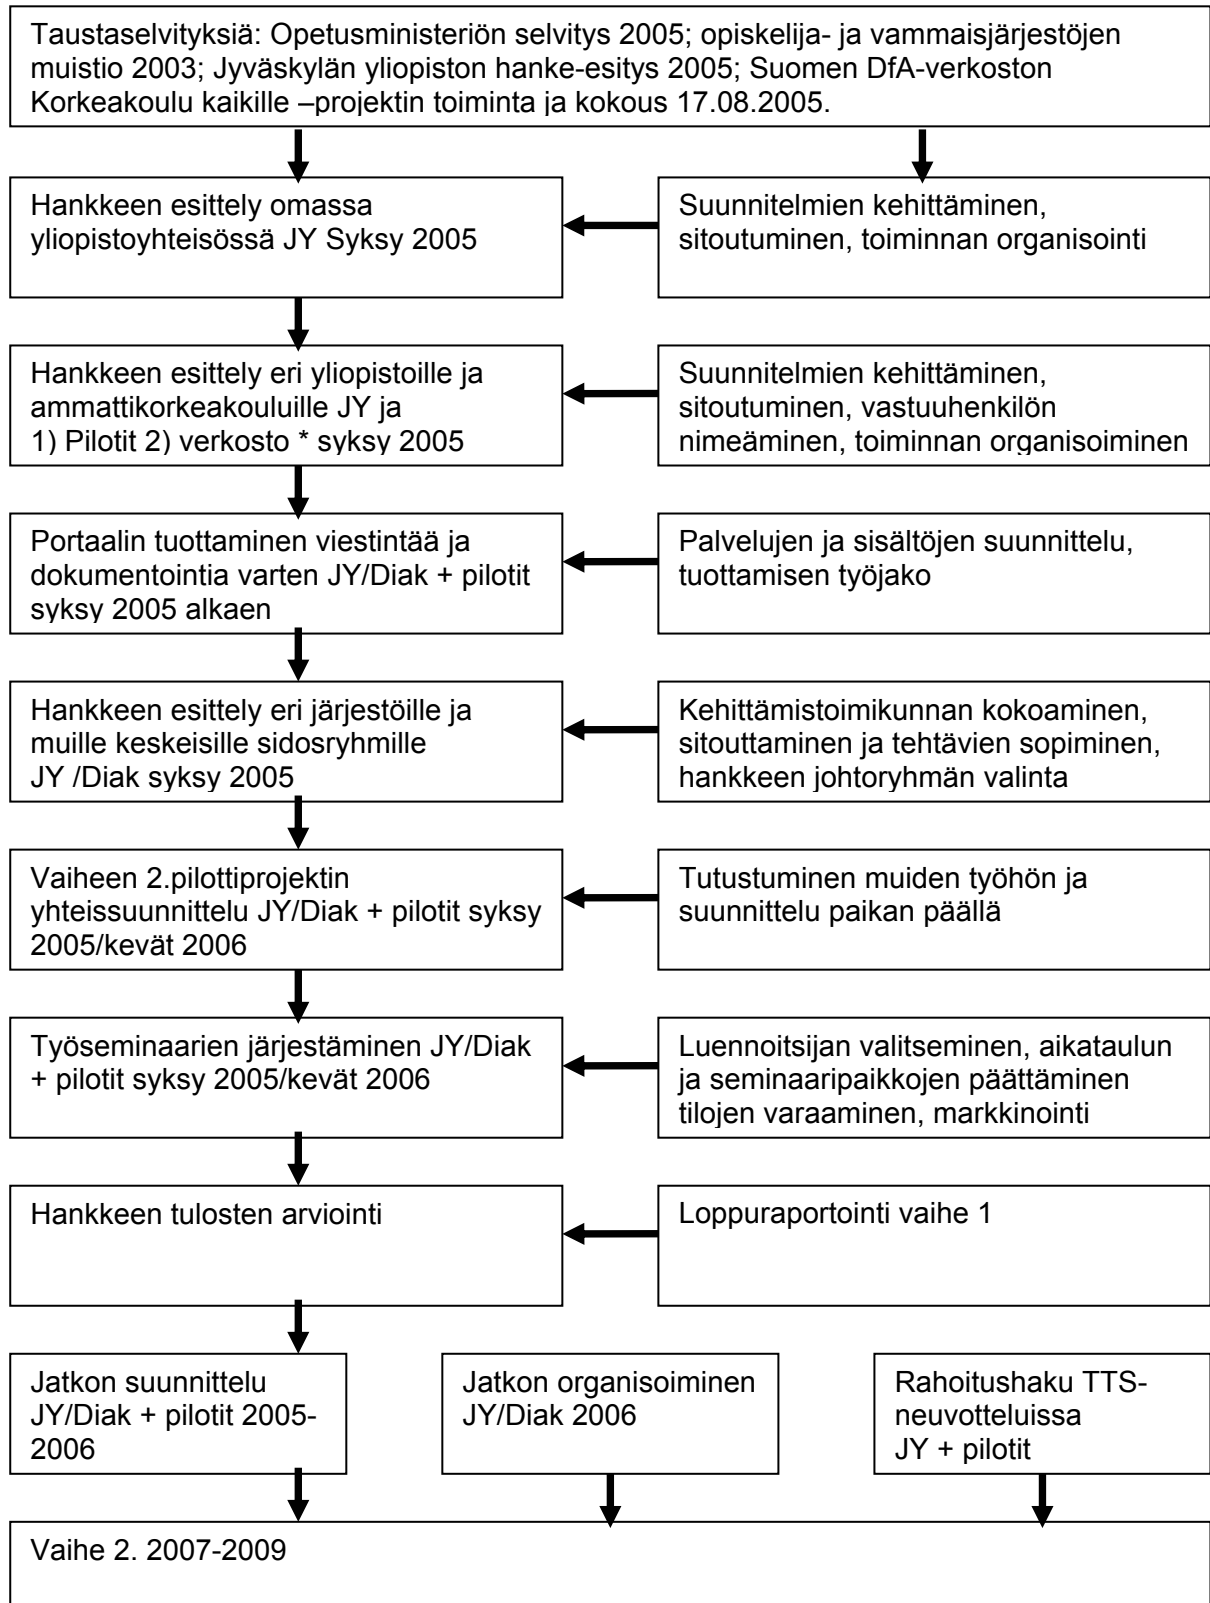 Taustaselvityksiä: Opetusministeriön selvitys 2005; opiskelija- ja vammaisjärjestöjen
muistio 2003; Jyväskylän yliopiston hanke-esitys 2005; Suomen DfA-verkoston
Korkeakoulu kaikille –projektin toiminta ja kokous 17.08.2005.
Hankkeen esittely omassa
yliopistoyhteisössä JY Syksy 2005
Suunnitelmien kehittäminen,
sitoutuminen, toiminnan organisointi
Hankkeen esittely eri yliopistoille ja
ammattikorkeakouluille JY ja
1) Pilotit 2) verkosto * syksy 2005
Suunnitelmien kehittäminen,
sitoutuminen, vastuuhenkilön
nimeäminen, toiminnan organisoiminen
Portaalin tuottaminen viestintää ja
dokumentointia varten JY/Diak + pilotit
syksy 2005 alkaen
Palvelujen ja sisältöjen suunnittelu,
tuottamisen työjako
Hankkeen esittely eri järjestöille ja
muille keskeisille sidosryhmille
JY /Diak syksy 2005
Kehittämistoimikunnan kokoaminen,
sitouttaminen ja tehtävien sopiminen,
hankkeen johtoryhmän valinta
Vaiheen 2.pilottiprojektin
yhteissuunnittelu JY/Diak + pilotit syksy
2005/kevät 2006
Tutustuminen muiden työhön ja
suunnittelu paikan päällä
Työseminaarien järjestäminen JY/Diak
+ pilotit syksy 2005/kevät 2006
Luennoitsijan valitseminen, aikataulun
ja seminaaripaikkojen päättäminen
tilojen varaaminen, markkinointi
Hankkeen tulosten arviointi
Loppuraportointi vaihe 1
Jatkon suunnittelu
JY/Diak + pilotit 2005-
2006
Jatkon organisoiminen
JY/Diak 2006
Rahoitushaku TTS-
neuvotteluissa
JY + pilotit
Vaihe 2. 2007-2009